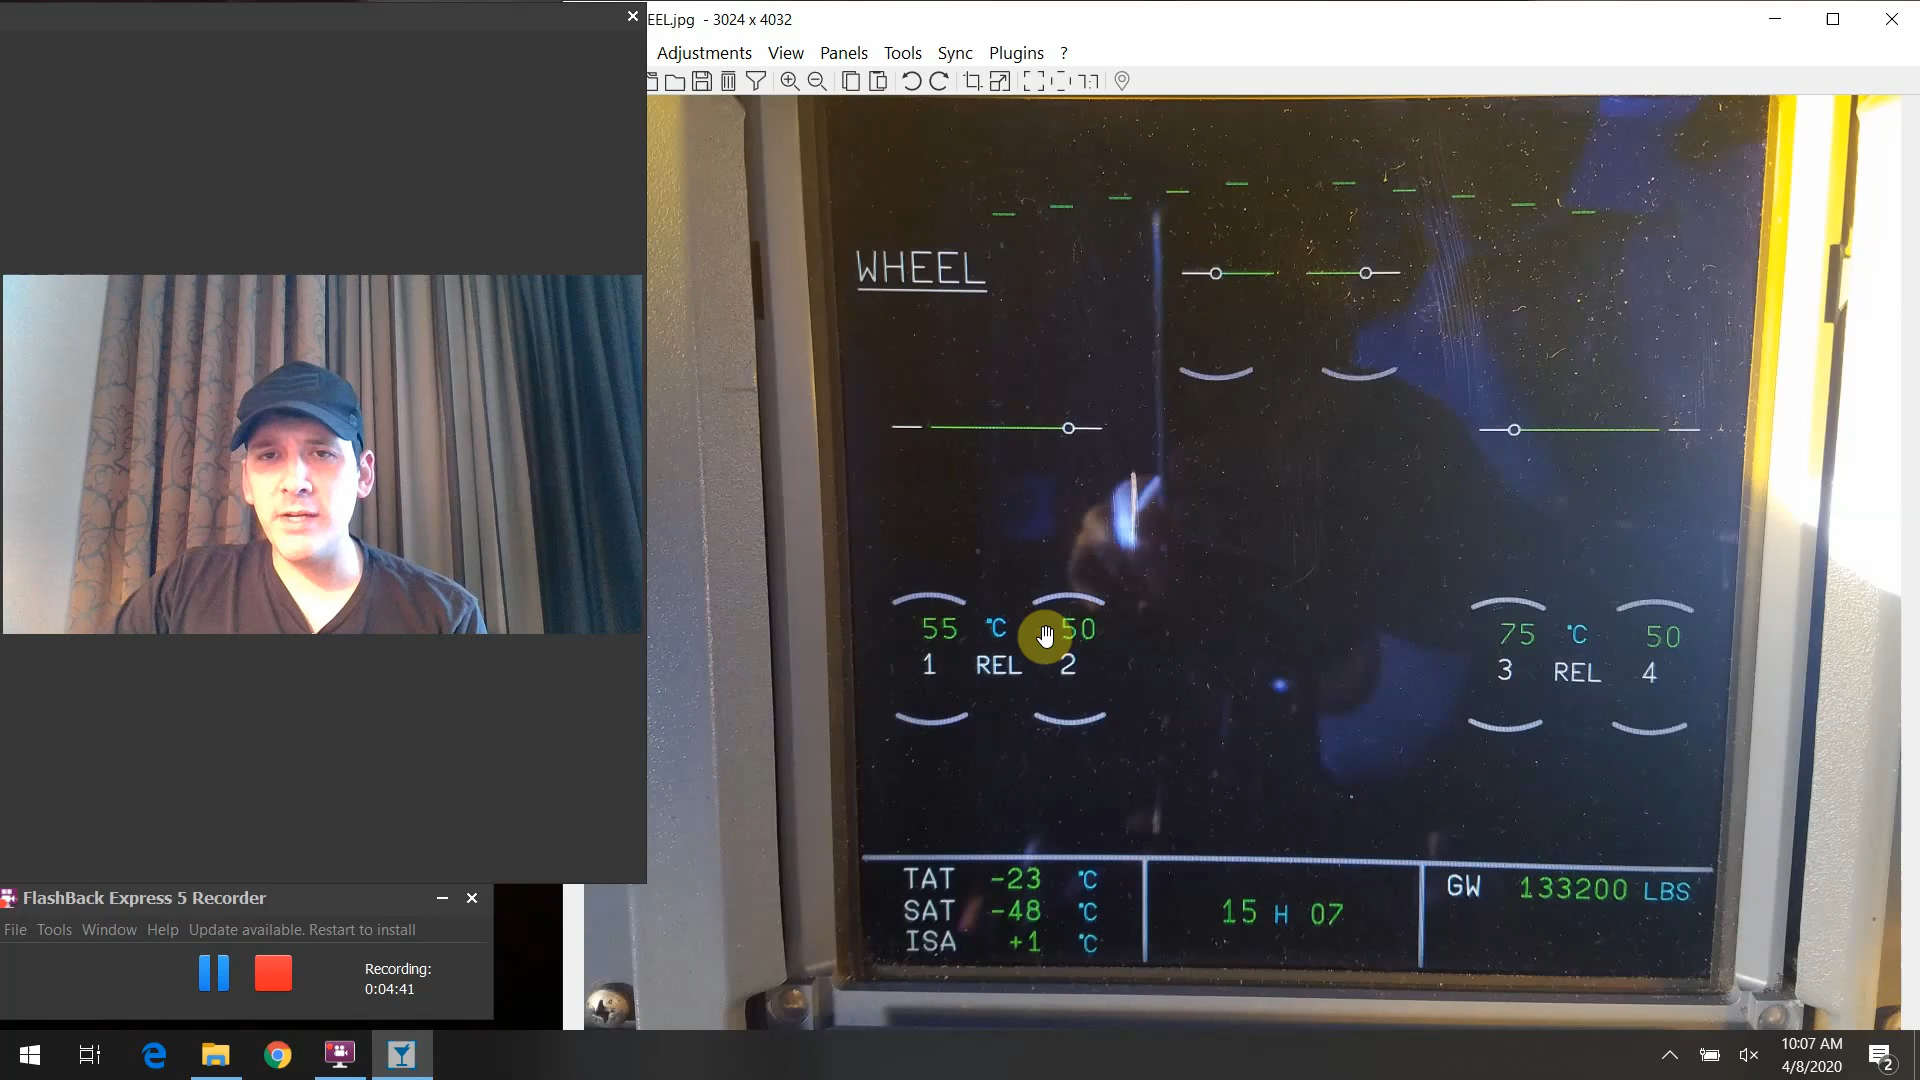 EEL.jpg - 3024 x 4032
Adjustments View Panels Tools Sync Plugins ?
WHEEL
55 °C 50
1 REL 2
75 °C 50
3 REL 4
TAT -23 °C
SAT -48 °C
ISA +1 °C
15 H 07
GW 133200 LBS
FlashBack Express 5 Recorder
File Tools Window Help Update available. Restart to install
Recording:
0:04:41
10:07 AM
4/8/2020
2